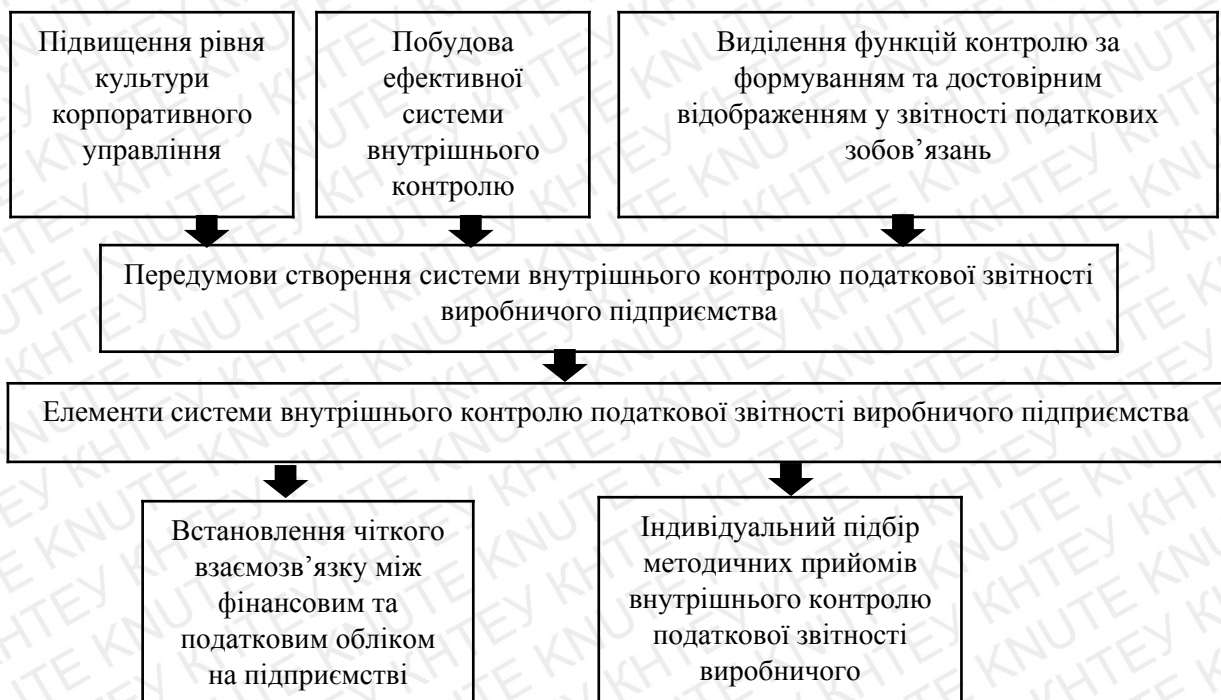 Підвищення рівня
культури
корпоративного
управління
Побудова
ефективної
системи
внутрішнього
контролю
Виділення функцій контролю за
формуванням та достовірним
відображенням у звітності податкових
зобов’язань
Передумови створення системи внутрішнього контролю податкової звітності
виробничого підприємства
Елементи системи внутрішнього контролю податкової звітності виробничого підприємства
Встановлення чіткого
взаємозв’язку між
фінансовим та
податковим обліком
на підприємстві
Індивідуальний підбір
методичних прийомів
внутрішнього контролю
податкової звітності
виробничого